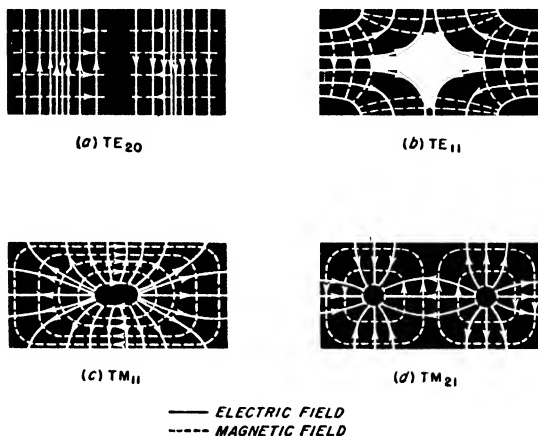 (a) TE20
(b) TE11
(c) TM11
(d) TM21
ELECTRIC FIELD
MAGNETIC FIELD